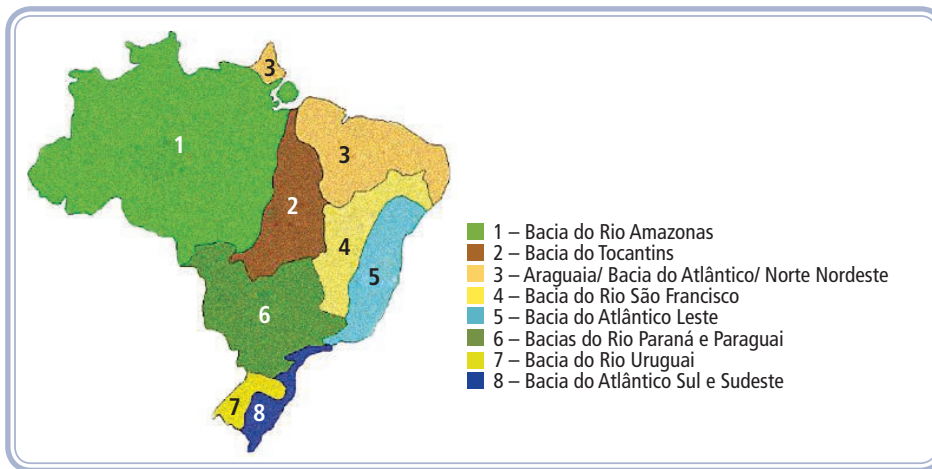 3
1
3
2
4
5
6
7
8
1 – Bacia do Rio Amazonas
2 – Bacia do Tocantins
3 – Araguaia/ Bacia do Atlântico/ Norte Nordeste
4 – Bacia do Rio São Francisco
5 – Bacia do Atlântico Leste
6 – Bacias do Rio Paraná e Paraguai
7 – Bacia do Rio Uruguai
8 – Bacia do Atlântico Sul e Sudeste